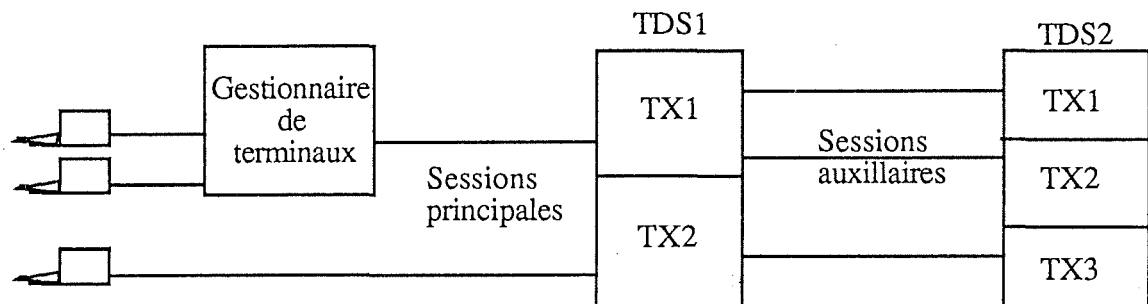 TDS1
TDS2
Gestionnaire
de
terminaux
TX1
TX1
Sessions
auxillaires
Sessions
principales
TX2
TX2
TX3